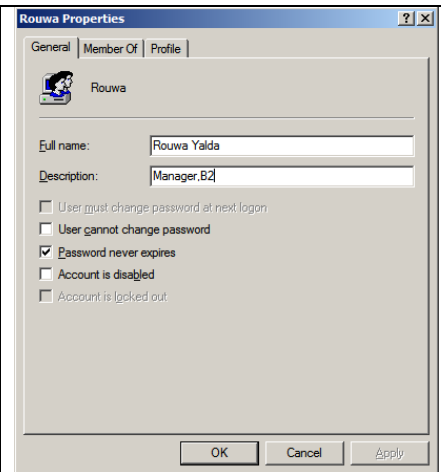 Rouwa Properties
General Member Of Profile
Rouwa
Full name: Rouwa Yalda
Description: Manager,B2
User must change password at next logon
User cannot change password
Password never expires
Account is disabled
Account is locked out
OK Cancel Apply